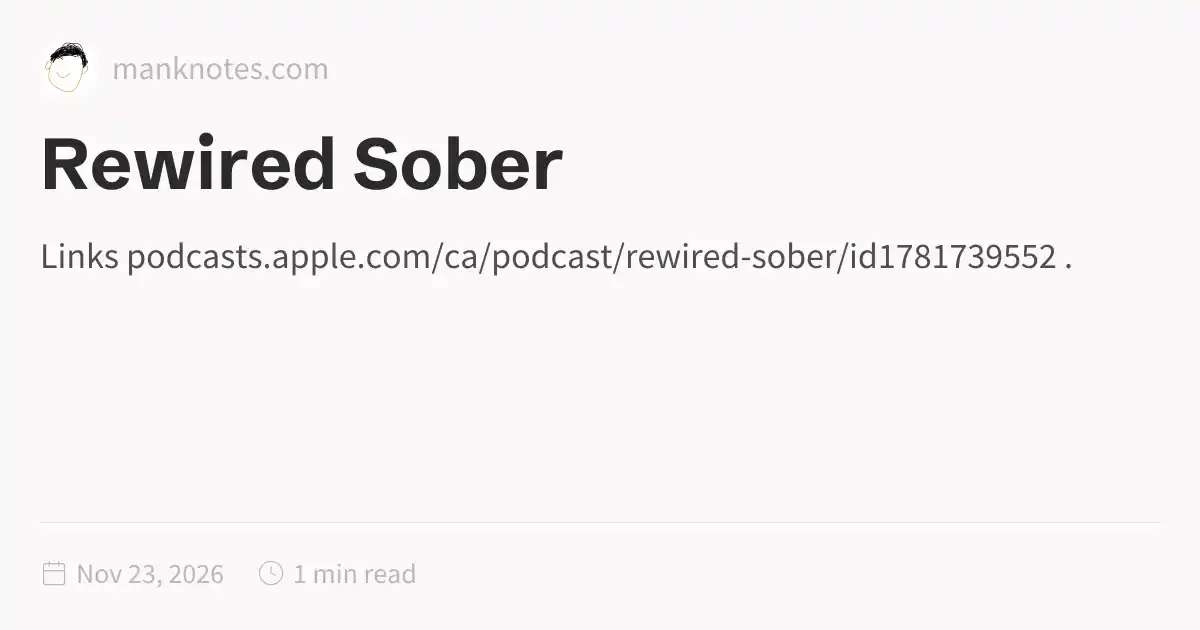 manknotes.com
Rewired Sober
Links podcasts.apple.com/ca/podcast/rewired-sober/id1781739552 .
Nov 23, 2026 1 min read